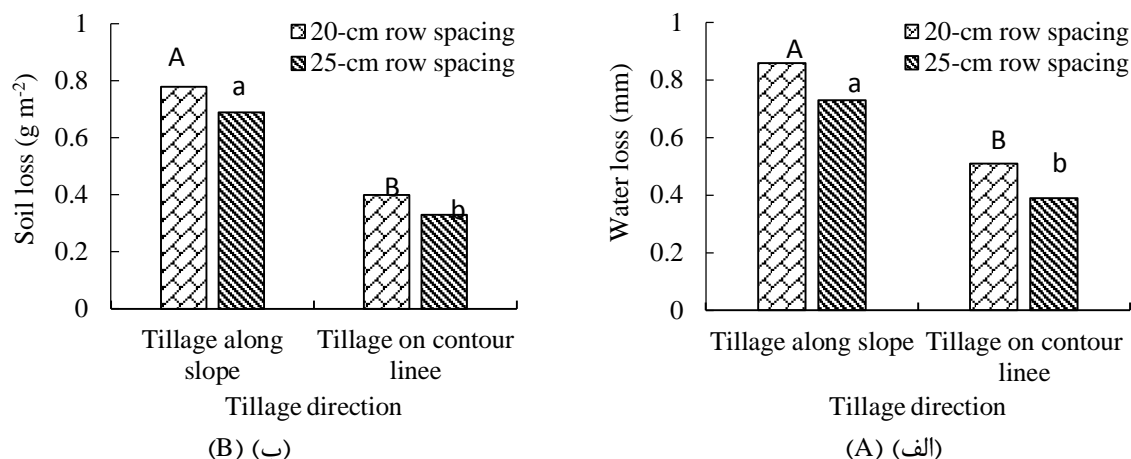 1
0.8
0.6
0.4
0.2
0
Soil loss (g m-2)
20-cm row spacing
25-cm row spacing
A
a
B
b
Tillage along slope
Tillage on contour linee
Tillage direction
(B) (ب)
1
0.8
0.6
0.4
0.2
0
Water loss (mm)
20-cm row spacing
25-cm row spacing
A
a
B
b
Tillage along slope
Tillage on contour linee
Tillage direction
(A) (الف)